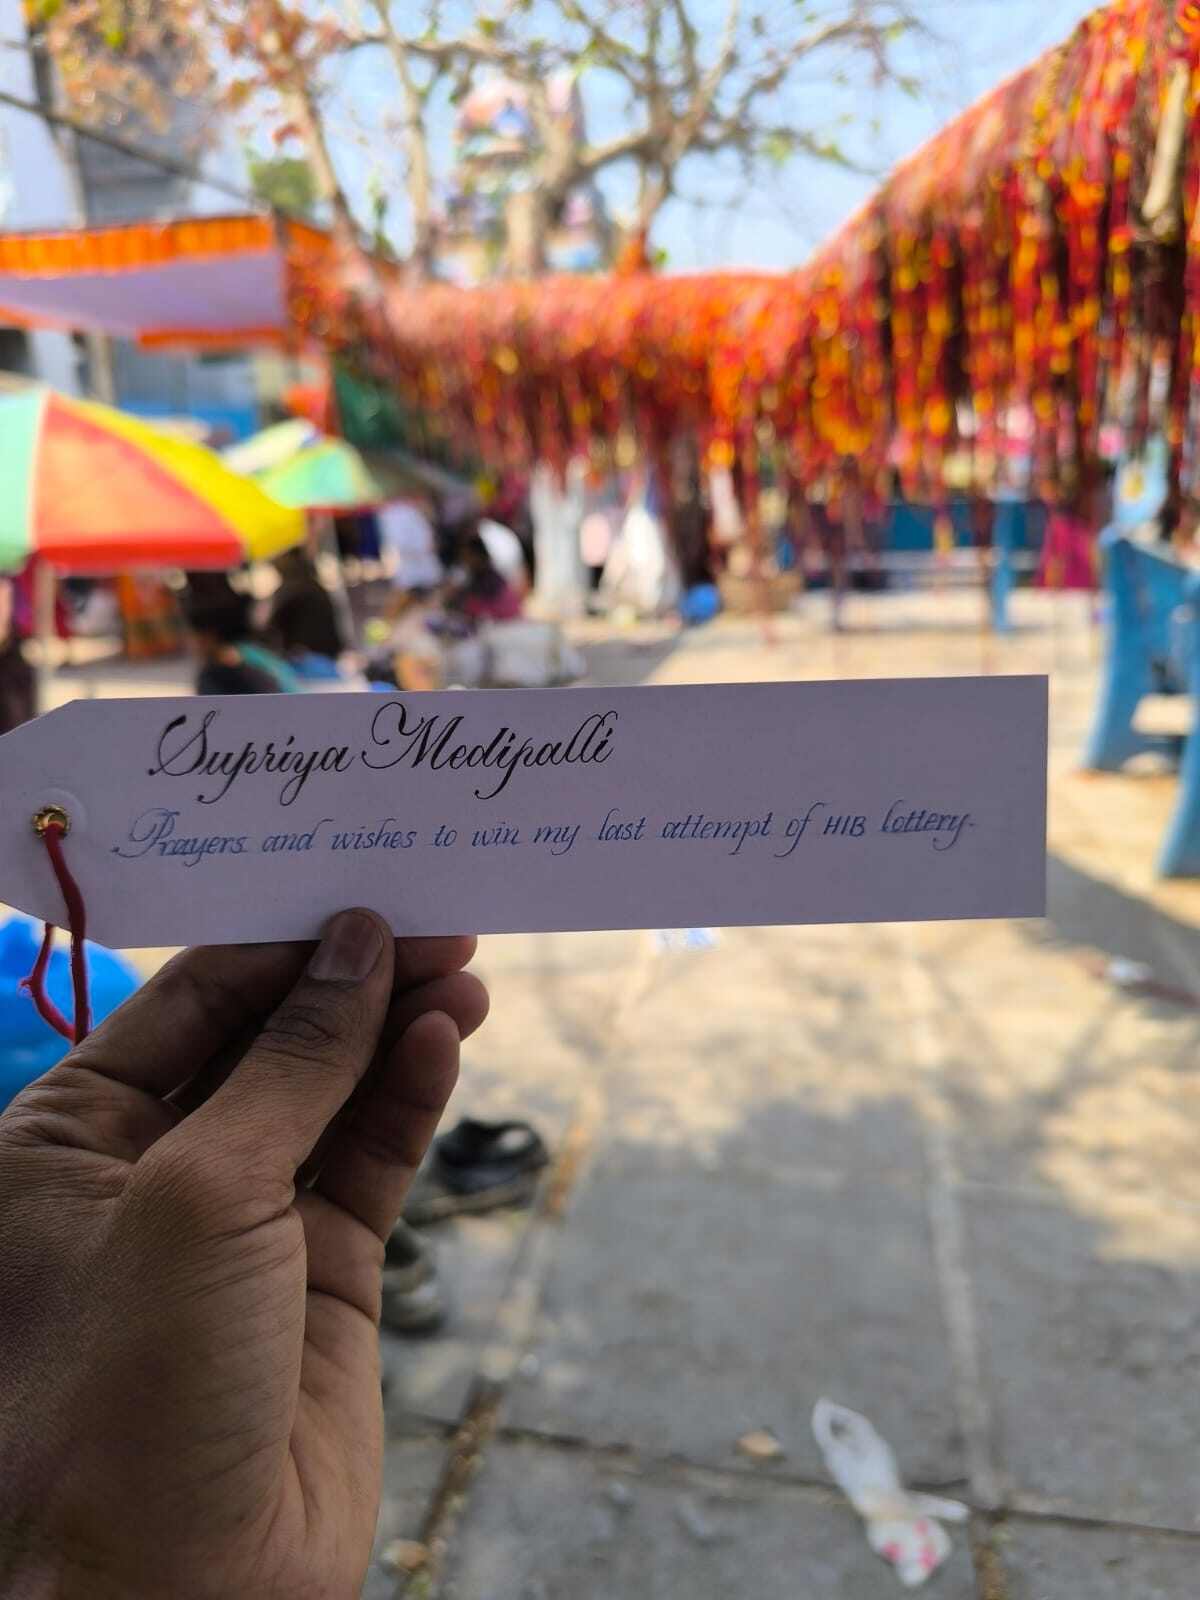 Supriya Medipalli
Prayers and wishes to win my last attempt of H1B lottery.